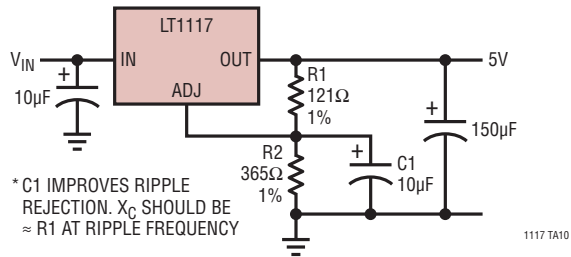 LT1117
V_IN
IN
OUT
5V
10µF
ADJ
R1
121Ω
1%
150µF
R2
365Ω
1%
C1
10µF
* C1 IMPROVES RIPPLE
REJECTION. X_C SHOULD BE
≈ R1 AT RIPPLE FREQUENCY
1117 TA10
+
+
+